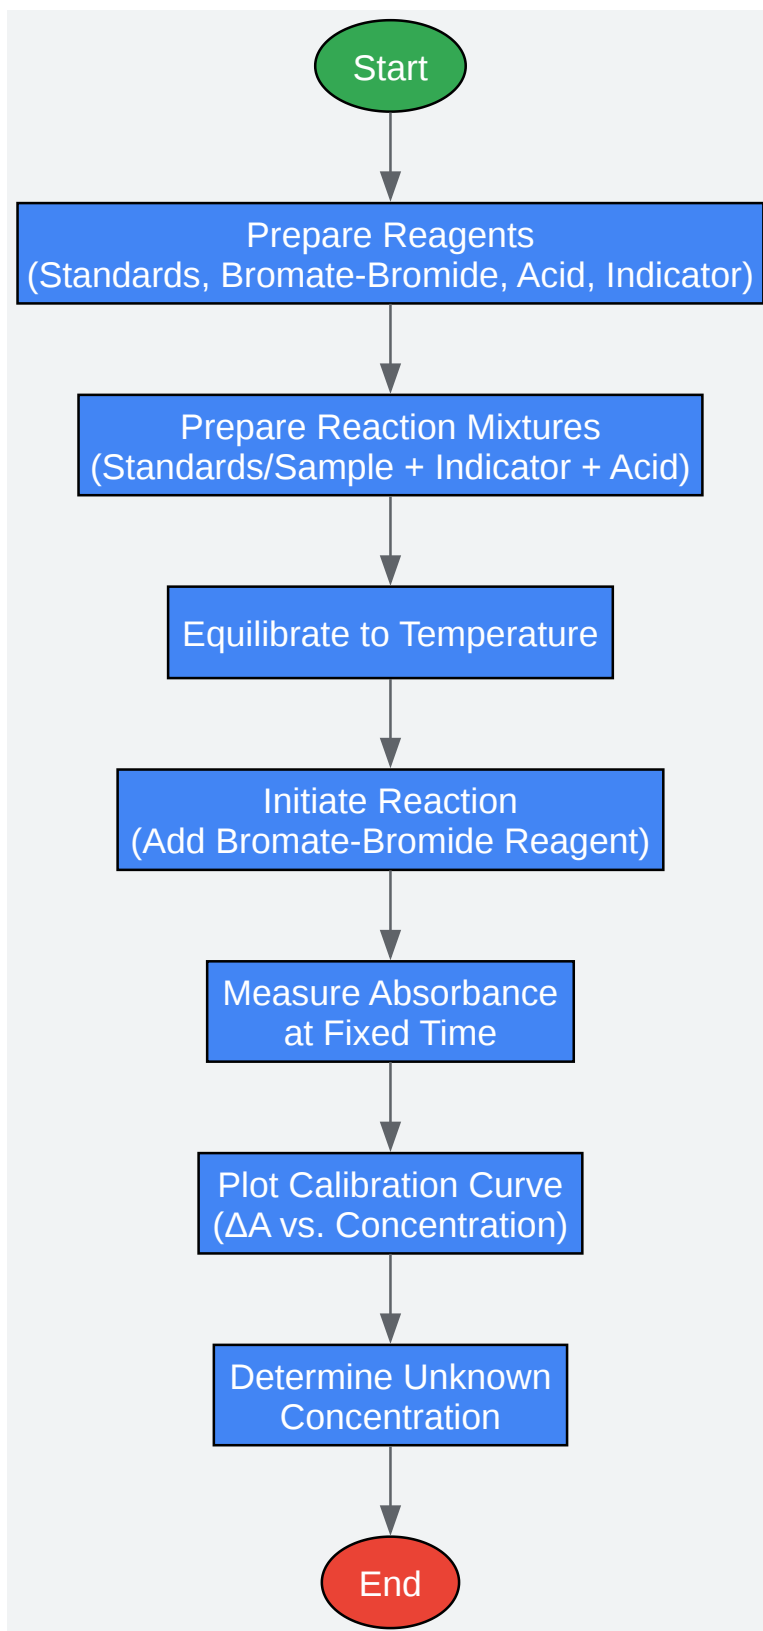 Start
Prepare Reagents
(Standards, Bromate-Bromide, Acid, Indicator)
Prepare Reaction Mixtures
(Standards/Sample + Indicator + Acid)
Equilibrate to Temperature
Initiate Reaction
(Add Bromate-Bromide Reagent)
Measure Absorbance
at Fixed Time
Plot Calibration Curve
(ΔA vs. Concentration)
Determine Unknown
Concentration
End